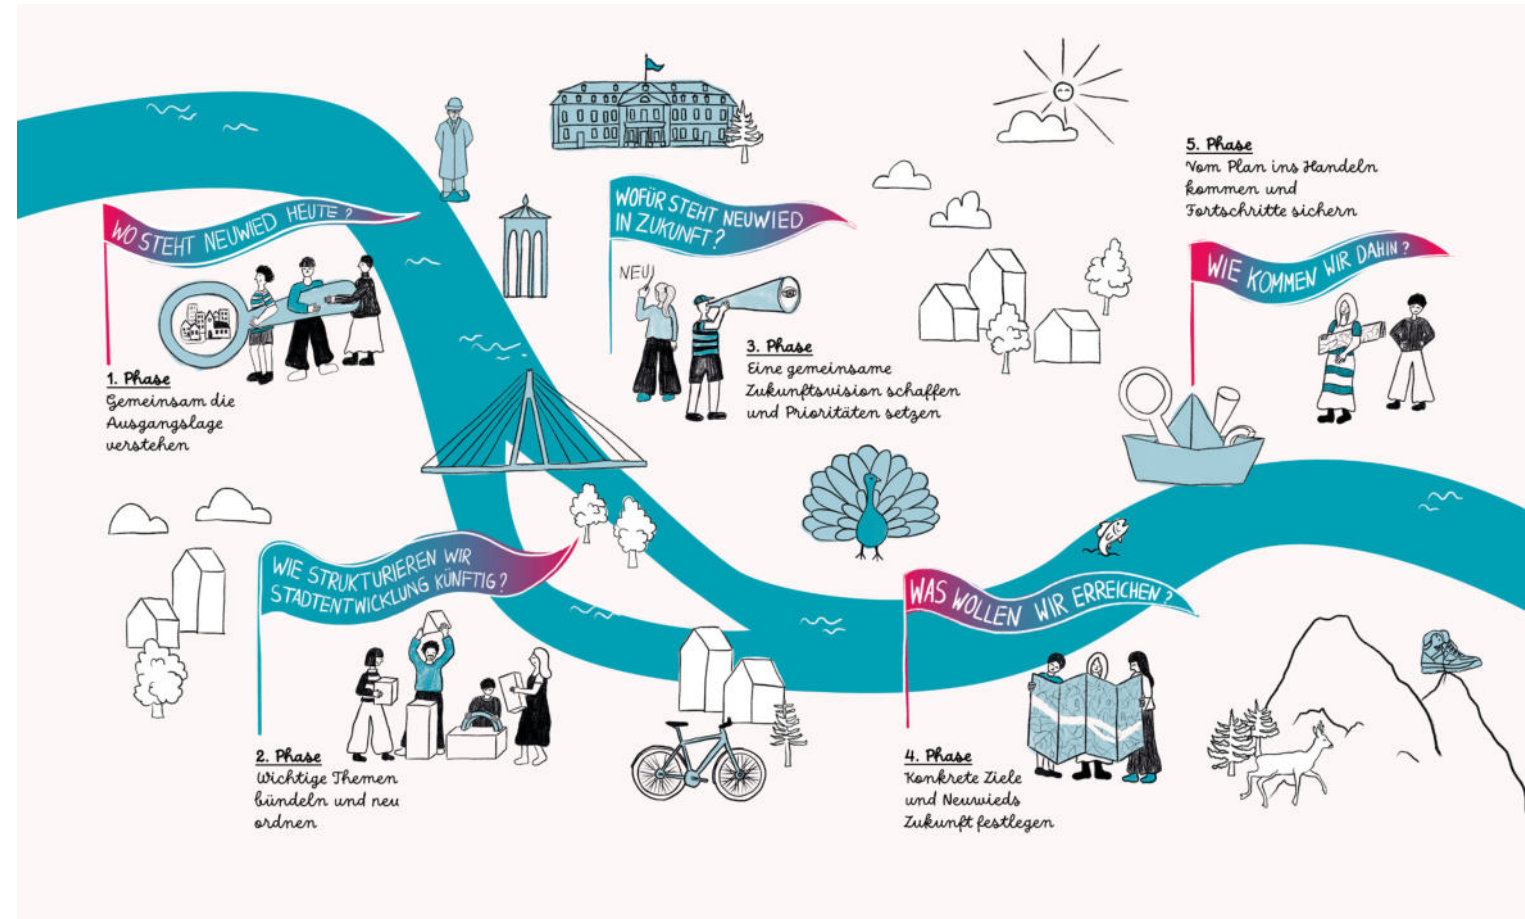 WO STEHT NEUWIED HEUTE?
1. Phase
Gemeinsam die
Ausgangslage
verstehen
WIE STRUKTURIEREN WIR
STADTENTWICKLUNG KÜNFTIG?
2. Phase
Wichtige Themen
bündeln und neu
ordnen
WOFÜR STEHT NEUWIED
IN ZUKUNFT?
NEU
3. Phase
Eine gemeinsame
Zukunftsvision schaffen
und Prioritäten setzen
WAS WOLLEN WIR ERREICHEN?
4. Phase
Konkrete Ziele
und Neuwieds
Zukunft festlegen
5. Phase
Vom Plan ins Handeln
kommen und
Fortschritte sichern
WIE KOMMEN WIR DAHIN?